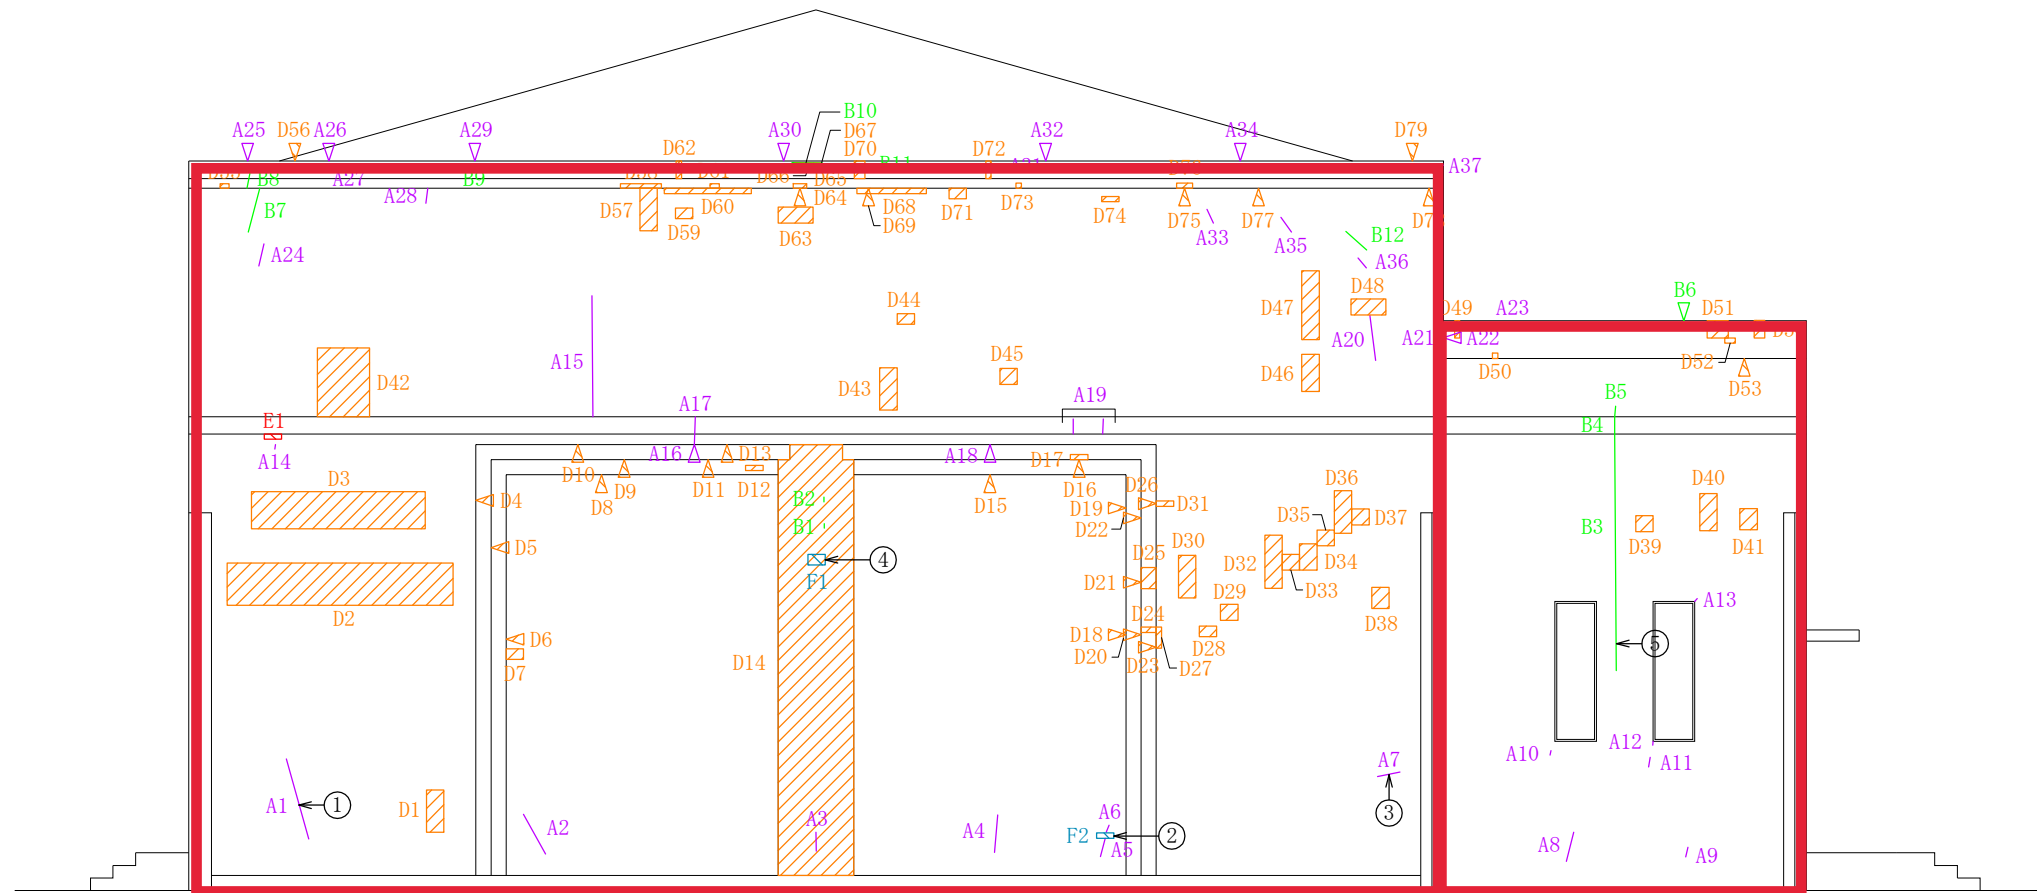 B10
A25 D56 A26 A29 A30 D67 A32 A34 D79
D62 D70 D72
A37
B8 A27 B9
A28 D64
B7 D57 D60 D68 D71 D73 D74 D75 D77
D59 D63 D69 A33 A35 B12
A24 A36
D44 D47 D48 D49 A23 B6 D51
A15 D45 A20 A21 A22
D42 D43 D46 D50 D52 D53
A17 A19 B5
E1 B4
A14 A16 D13 A18 D17
D10 D9 D11 D12 D16
D3 D8 D15 D26 D36 D40
D4 B2 D19 D31
D5 B1 D22 D35 D37 B3 D39 D41
D25 D30 D32 D34
4
F1 D21 D33
D2 D29 D38 A13
D24
D6 D18 D28
D7 D14 D20 D23 D27 5
A10 A12 A11
A7
A1 1 D1 3
A2 A3 A4 A6
F2 2
A5 A8 A9